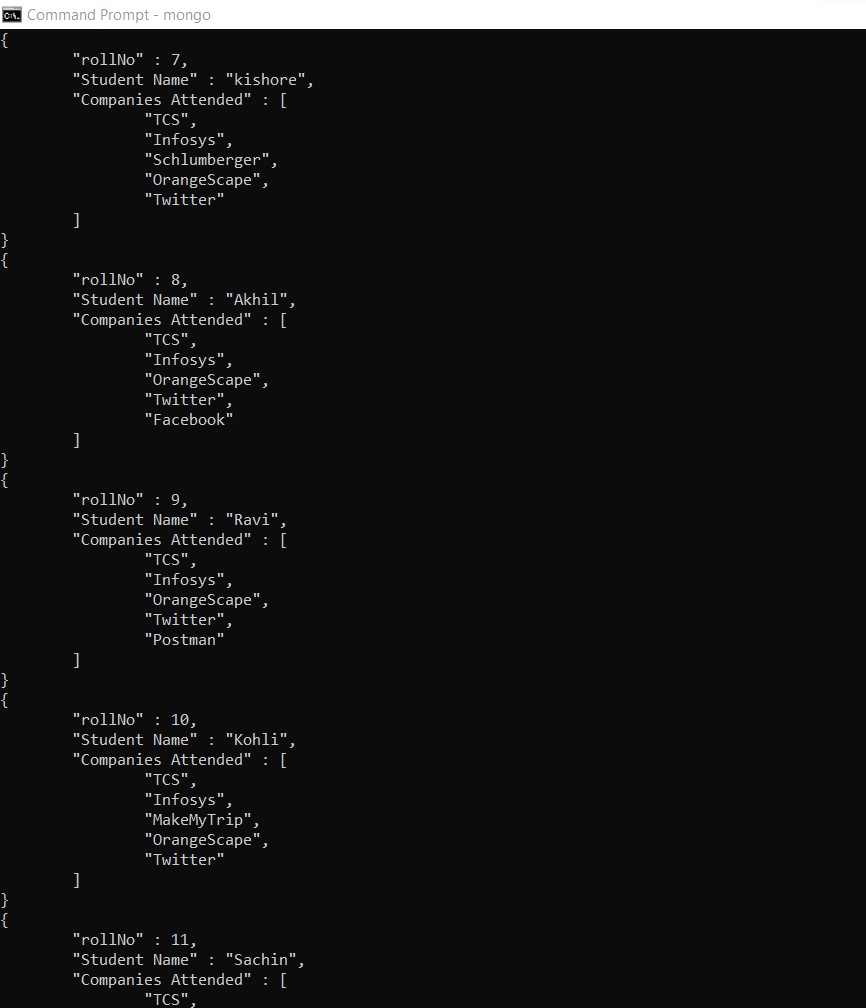 Command Prompt - mongo
{
"rollNo" : 7,
"Student Name" : "kishore",
"Companies Attended" : [
"TCS",
"Infosys",
"Schlumberger",
"OrangeScape",
"Twitter"
]
}
{
"rollNo" : 8,
"Student Name" : "Akhil",
"Companies Attended" : [
"TCS",
"Infosys",
"OrangeScape",
"Twitter",
"Facebook"
]
}
{
"rollNo" : 9,
"Student Name" : "Ravi",
"Companies Attended" : [
"TCS",
"Infosys",
"OrangeScape",
"Twitter",
"Postman"
]
}
{
"rollNo" : 10,
"Student Name" : "Kohli",
"Companies Attended" : [
"TCS",
"Infosys",
"MakeMyTrip",
"OrangeScape",
"Twitter"
]
}
{
"rollNo" : 11,
"Student Name" : "Sachin",
"Companies Attended" : [
"TCS",